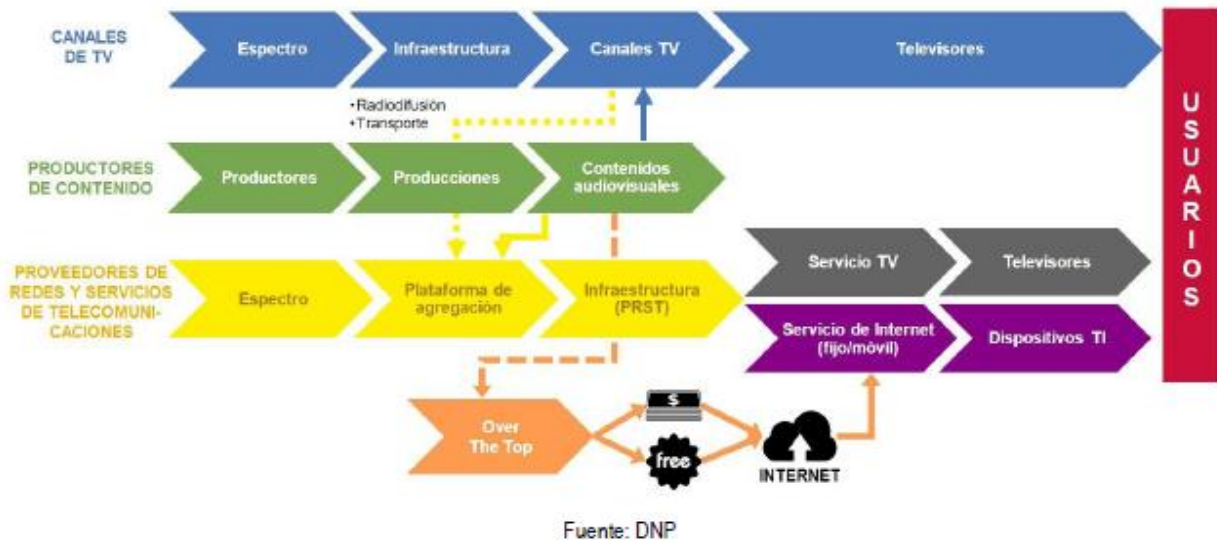 CANALES
DE TV
Espectro
Infraestructura
Canales TV
Televisores
•Radiodifusión
•Transporte
PRODUCTORES
DE CONTENIDO
Productores
Producciones
Contenidos
audiovisuales
PROVEEDORES DE
REDES Y SERVICIOS
DE TELECOMUNI-
CACIONES
Espectro
Plataforma de
agregación
Infraestructura
(PRST)
Servicio TV
Televisores
Servicio de Internet
(fijo/móvil)
Dispositivos TI
USUARIOS
Over
The Top
$
free
INTERNET
Fuente: DNP